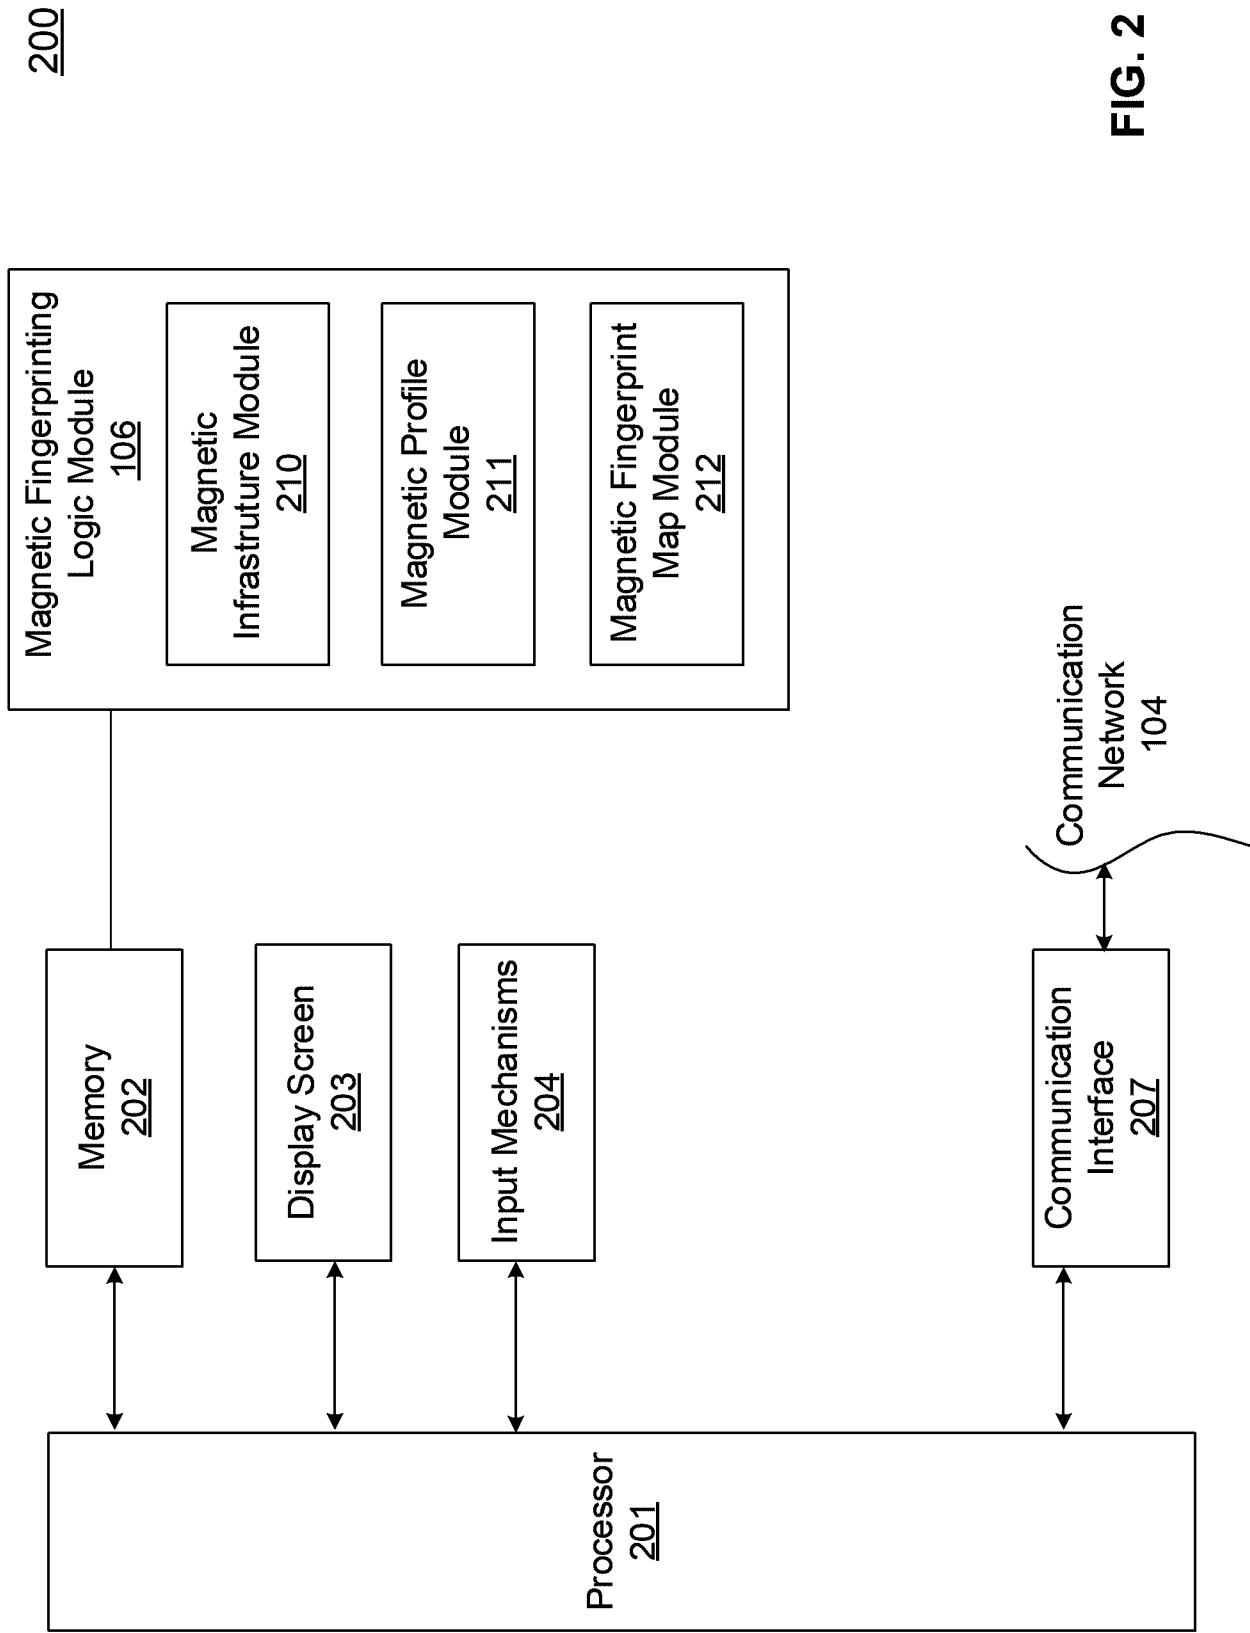 200
Magnetic Fingerprinting
Logic Module
106
Magnetic
Infrastruture Module
210
Magnetic Profile
Module
211
Magnetic Fingerprint
Map Module
212
Memory
202
Display Screen
203
Input Mechanisms
204
Communication
Interface
207
Communication
Network
104
Processor
201
FIG. 2